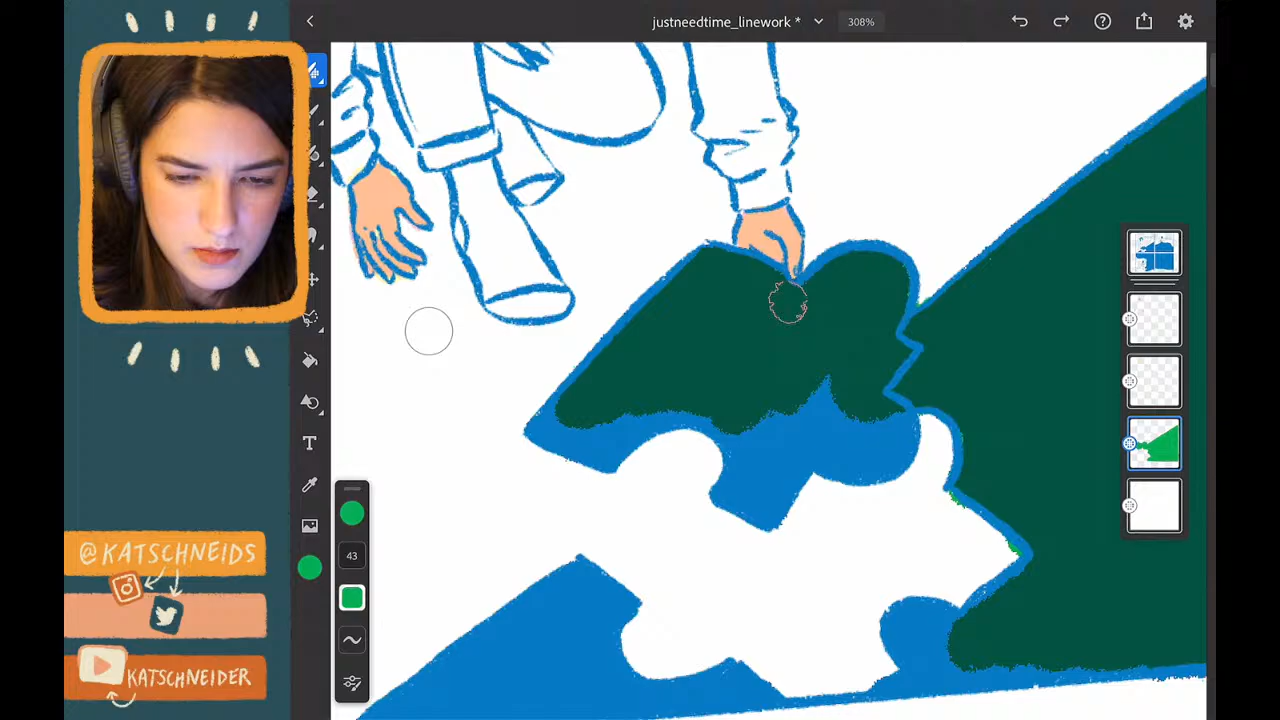 justneedtime_linework *
308%
T
43
@KATSCHNEIDS
KATSCHNEIDER